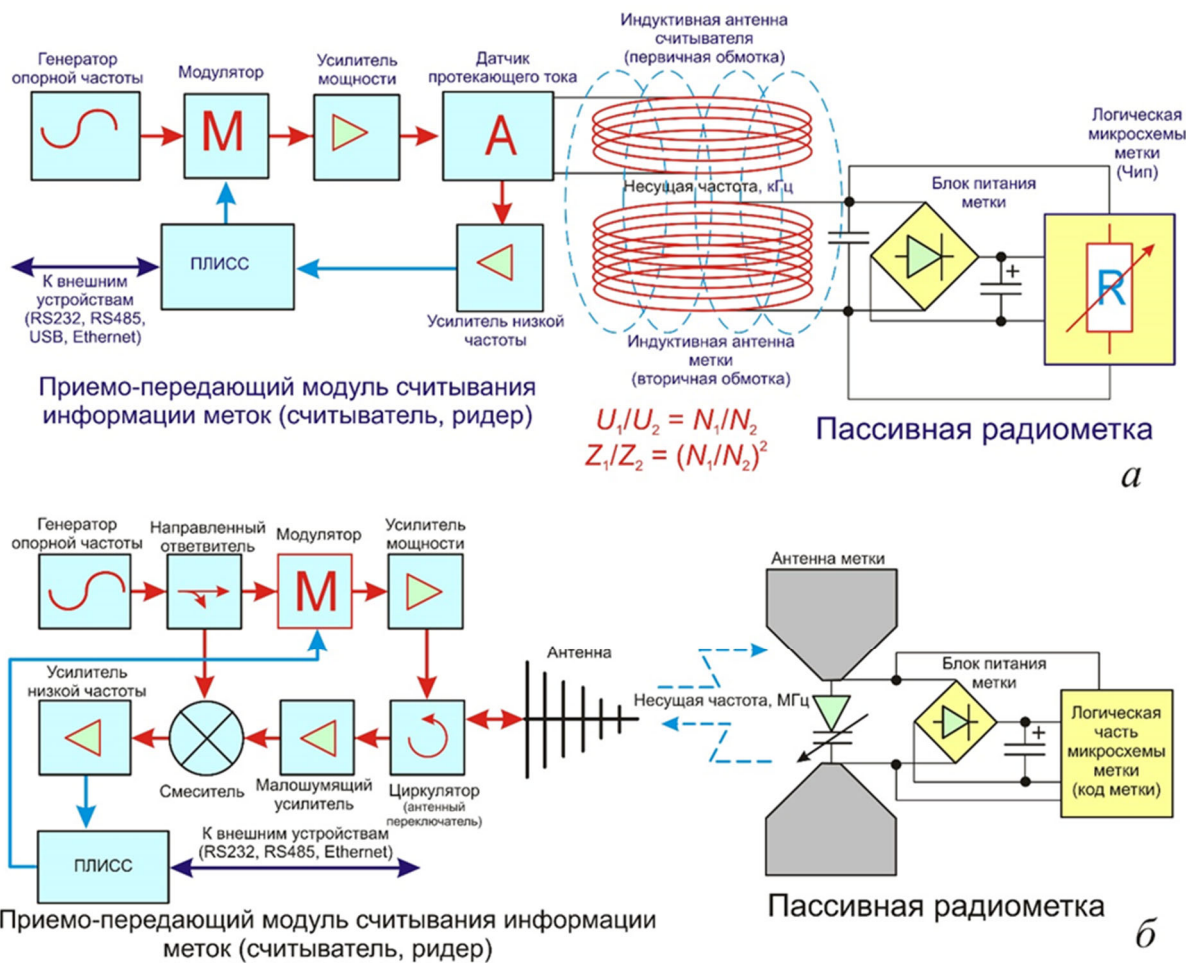 Генератор
опорной частоты
Модулятор
Усилитель
мощности
Датчик
протекающего тока
Индуктивная антенна
считывателя
(первичная обмотка)
M
A
Несущая частота, кГц
Логическая
микросхемы
метки
(Чип)
Блок питания
метки
+
R
ПЛИСС
К внешним
устройствам
(RS232, RS485,
USB, Ethernet)
Усилитель низкой
частоты
Индуктивная антенна
метки
(вторичная обмотка)
Приемо-передающий модуль считывания
информации меток (считыватель, ридер)
U₁/U₂ = N₁/N₂
Z₁/Z₂ = (N₁/N₂)²
Пассивная радиометка
а
Генератор
опорной частоты
Направленный
ответвитель
Модулятор
Усилитель
мощности
M
Антенна метки
Усилитель
низкой частоты
Смеситель
Малошумящий
усилитель
Циркулятор
(антенный
переключатель)
Антенна
Несущая частота, МГц
Блок питания
метки
+
Логическая
часть
микросхемы
метки
(код метки)
ПЛИСС
К внешним устройствам
(RS232, RS485, Ethernet)
Приемо-передающий модуль считывания информации
меток (считыватель, ридер)
Пассивная радиометка
б